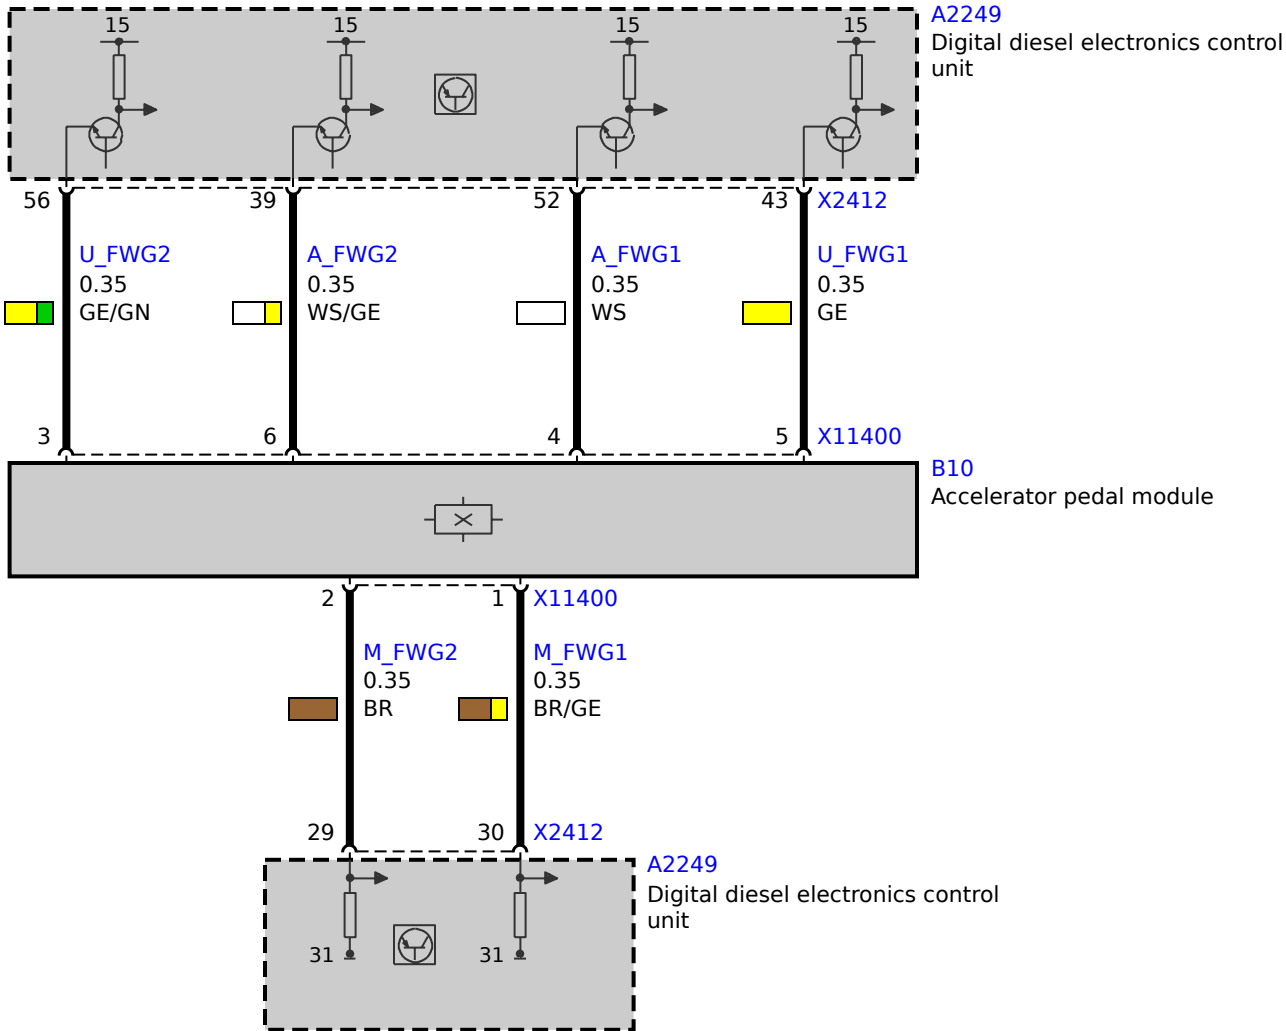 15 15 15 15
A2249
Digital diesel electronics control
unit
56 39 52 43 X2412
U_FWG2 A_FWG2 A_FWG1 U_FWG1
0.35 0.35 0.35 0.35
GE/GN WS/GE WS GE
3 6 4 5 X11400
B10
Accelerator pedal module
2 1 X11400
M_FWG2 M_FWG1
0.35 0.35
BR BR/GE
29 30 X2412
A2249
Digital diesel electronics control
unit
31 31